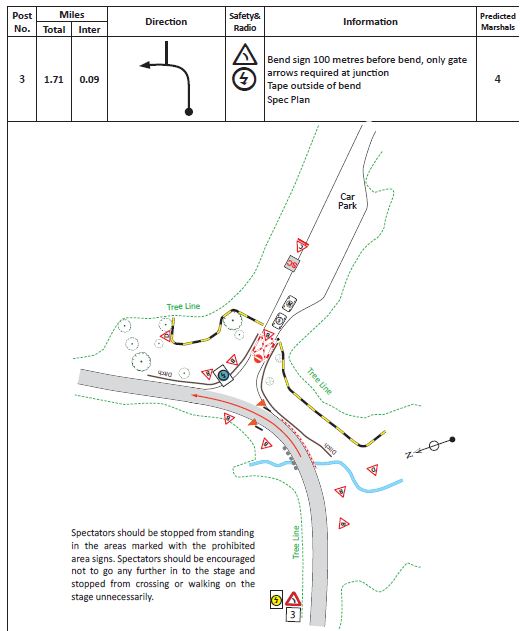 Post No.
Miles
Total
Inter
Direction
Safety& Radio
Information
Predicted Marshals
3
1.71
0.09
Bend sign 100 metres before bend, only gate
arrows required at junction
Tape outside of bend
Spec Plan
4
Car
Park
SC
Tree Line
Ditch
Tree Line
Ditch
N
Tree Line
Spectators should be stopped from standing
in the areas marked with the prohibited
area signs. Spectators should be encouraged
not to go any further in to the stage and
stopped from crossing or walking on the
stage unnecessarily.
3